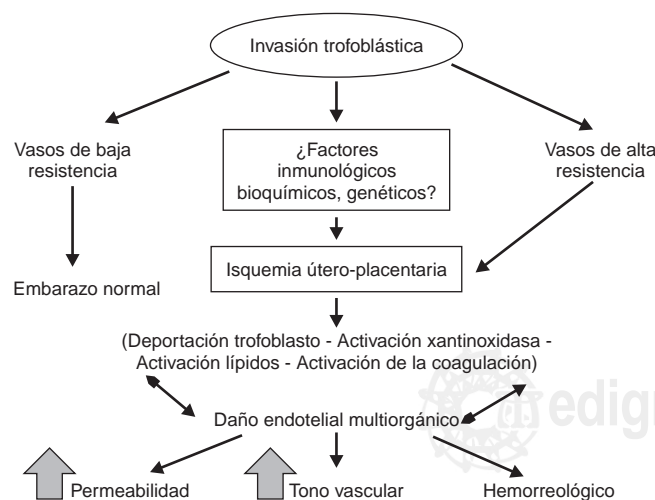 Invasión trofoblástica
Vasos de baja
resistencia
¿Factores
inmunológicos
bioquímicos, genéticos?
Vasos de alta
resistencia
Isquemia útero-placentaria
Embarazo normal
(Deportación trofoblasto - Activación xantinoxidasa -
Activación lípidos - Activación de la coagulación)
Daño endotelial multiorgánico
Permeabilidad
Tono vascular
Hemorreológico